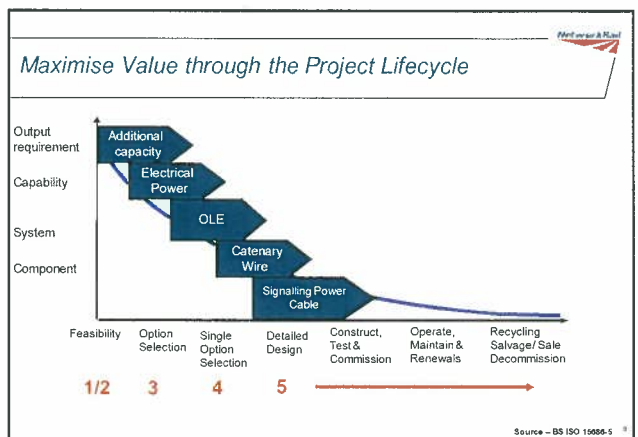 NetworkRail
Maximise Value through the Project Lifecycle
Output
requirement
Capability
System
Component
Additional
capacity
Electrical
Power
OLE
Catenary
Wire
Signalling Power
Cable
Feasibility
Option
Selection
Single
Option
Selection
Detailed
Design
Construct,
Test &
Commission
Operate,
Maintain &
Renewals
Recycling
Salvage/ Sale
Decommission
1/2
3
4
5
Source – BS ISO 15686-5